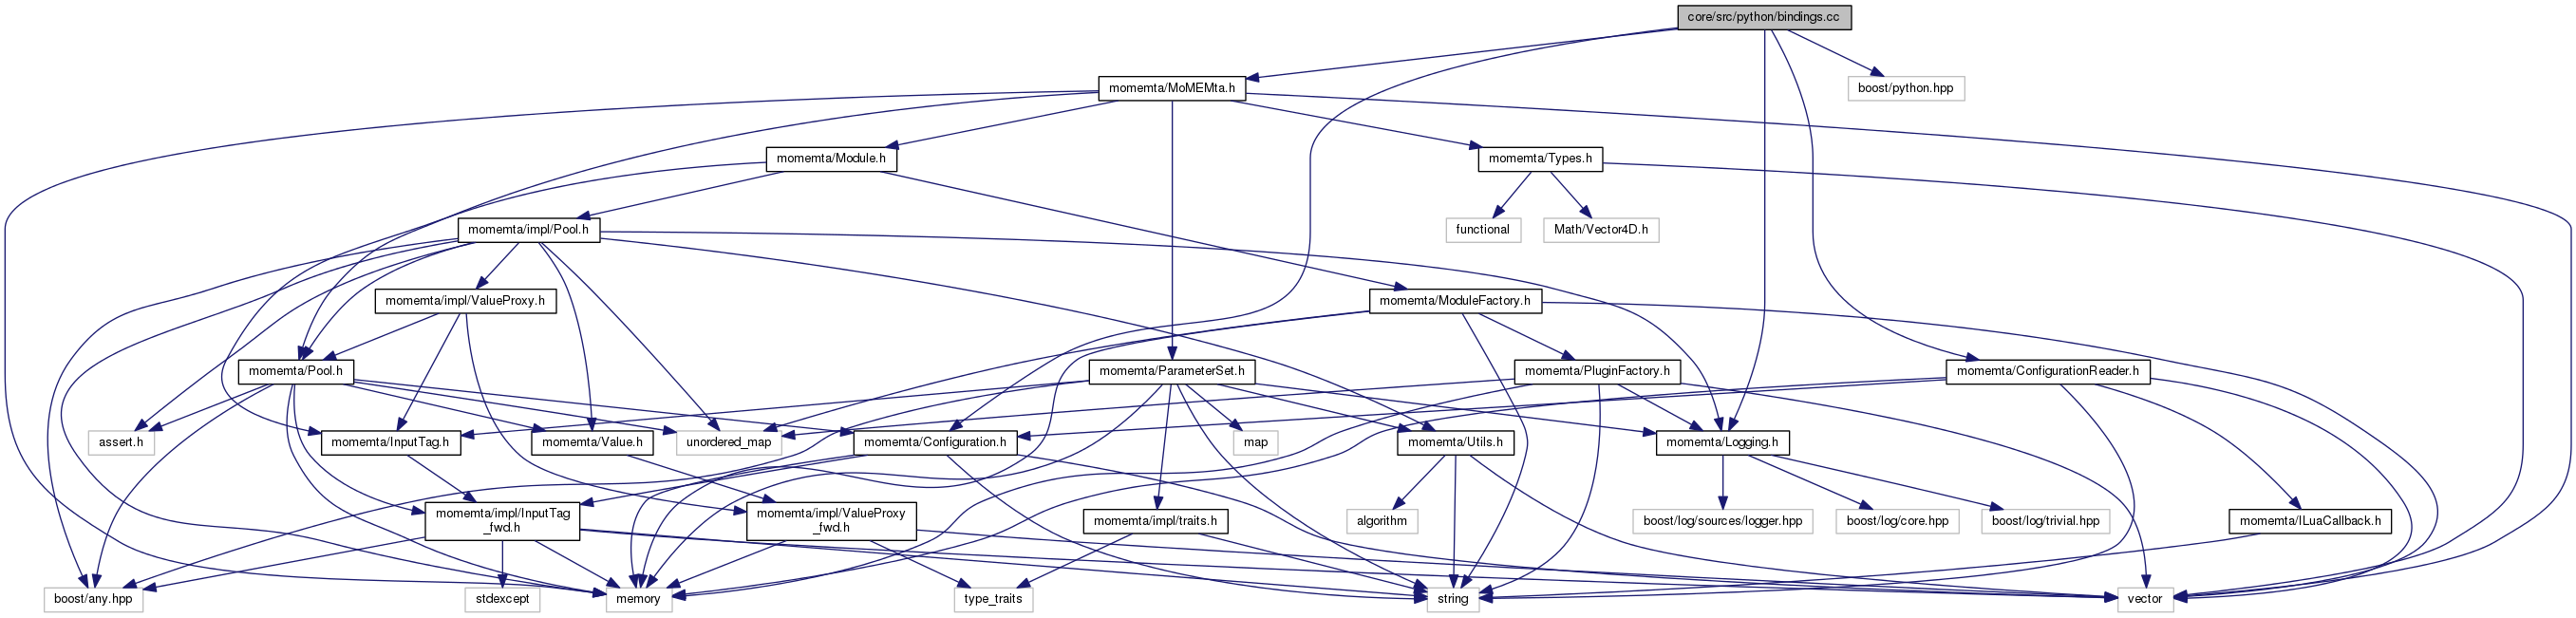 core/src/python/bindings.cc
momemta/MoMEMta.h
boost/python.hpp
momemta/Module.h
momemta/Types.h
momemta/impl/Pool.h
functional
Math/Vector4D.h
momemta/impl/ValueProxy.h
momemta/ModuleFactory.h
momemta/Pool.h
momemta/ParameterSet.h
momemta/PluginFactory.h
momemta/ConfigurationReader.h
assert.h
momemta/InputTag.h
momemta/Value.h
unordered_map
momemta/Configuration.h
map
momemta/Utils.h
momemta/Logging.h
momemta/impl/InputTag
_fwd.h
momemta/impl/ValueProxy
_fwd.h
momemta/impl/traits.h
algorithm
boost/log/sources/logger.hpp
boost/log/core.hpp
boost/log/trivial.hpp
momemta/ILuaCallback.h
boost/any.hpp
stdexcept
memory
type_traits
string
vector